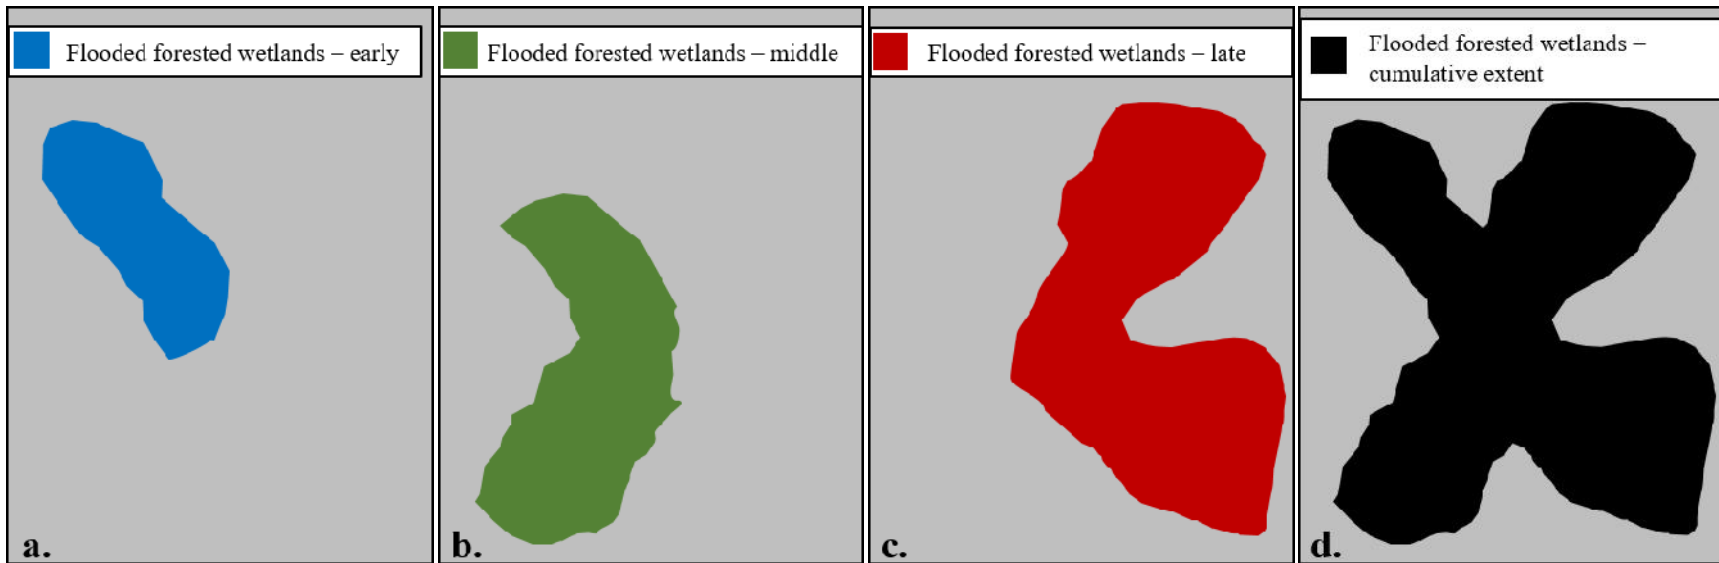 Flooded forested wetlands – early
Flooded forested wetlands – middle
Flooded forested wetlands – late
Flooded forested wetlands –
cumulative extent
a.
b.
c.
d.